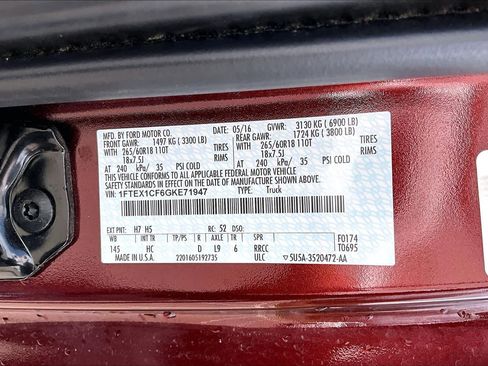 MFD. BY FORD MOTOR CO.
05/16 GVWR: 3130 KG ( 6900 LB)
FRONT GAWR: 1497 KG ( 3300 LB) REAR GAWR: 1724 KG ( 3800 LB)
WITH 265/60R18 110T TIRES WITH 265/60R18 110T TIRES
18x7.5J RIMS 18x7.5J RIMS
AT 240 kPa/ 35 PSI COLD AT 240 kPa/ 35 PSI COLD
THIS VEHICLE CONFORMS TO ALL APPLICABLE FEDERAL MOTOR VEHICLE
SAFETY STANDARDS IN EFFECT ON THE DATE OF MANUFACTURE SHOWN ABOVE.
VIN: 1FTEX1CF6GKE71947
TYPE: Truck
EXT PNT: H7 H5 RC: 52 DSO:
WB INT TR TP/PS R AXLE TR SPR F0174
145 HC D L9 6 RRCC T0695
MADE IN U.S.A. 2201605192735 ULC 5U5A-3520472-AA